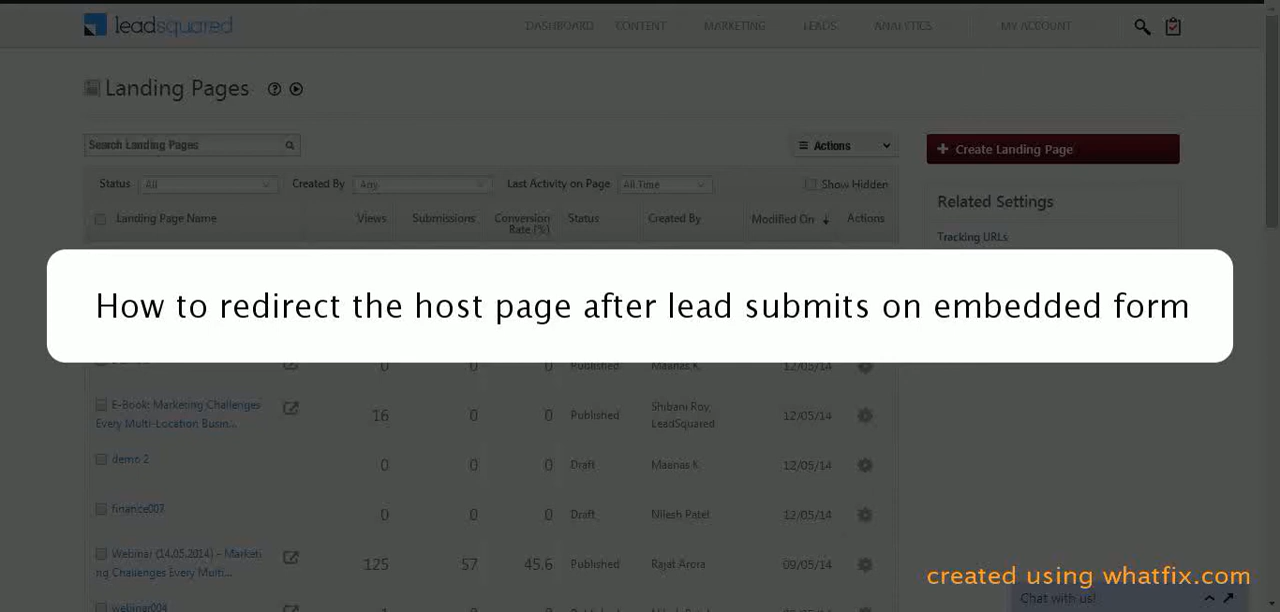 leadsquared DASHBOARD CONTENT MARKETING LEADS ANALYTICS MY ACCOUNT
Landing Pages
Search Landing Pages Actions + Create Landing Page
Status All Created By Any Last Activity on Page All Time Show Hidden
Related Settings
Landing Page Name Views Submissions Conversion Rate (%) Status Created By Modified On Actions
Tracking URLs
How to redirect the host page after lead submits on embedded form
0 0 0 Published Maanas K 12/05/14
E-Book: Marketing Challenges
Every Multi-Location Busin... 16 0 0 Published Shibani Roy, LeadSquared 12/05/14
demo 2 0 0 0 Draft Maanas K 12/05/14
finance007 0 0 0 Draft Nilesh Patel 12/05/14
Webinar (14.05.2014) - Marketi
ng Challenges Every Multi... 125 57 45.6 Published Rajat Arora 09/05/14
created using whatfix.com
Chat with us!
webinar004